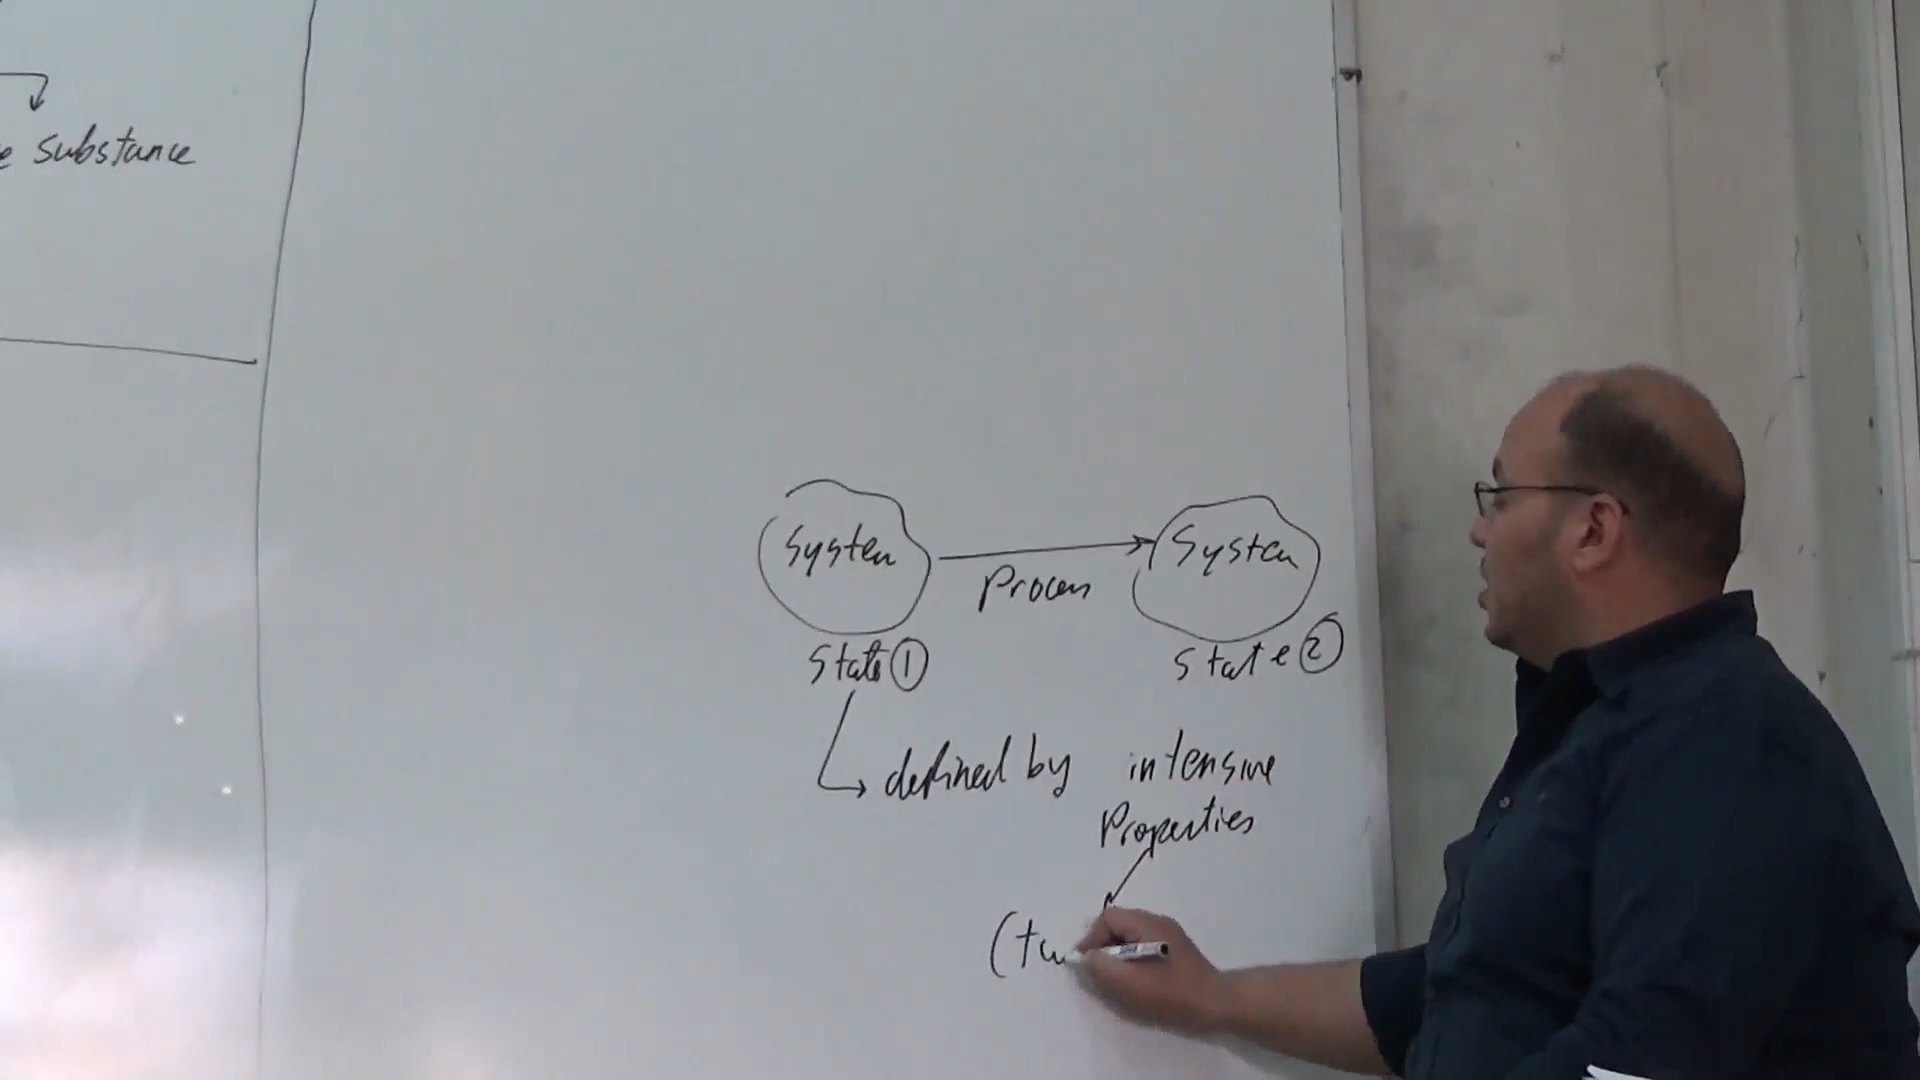 substance
System
System
Process
State ①
State ②
defined by intensive
Properties
(tw